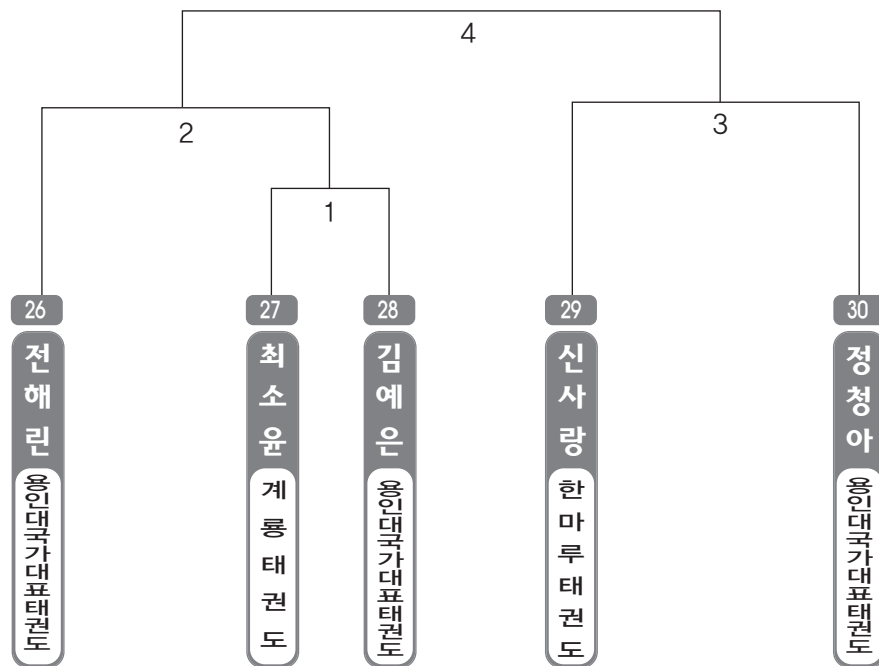 4
2
3
1
26
27
28
29
30
전해린
최소윤
김예은
신사랑
정청아
용인대국가대표태권도
계룡태권도
용인대국가대표태권도
한마루태권도
용인대국가대표태권도